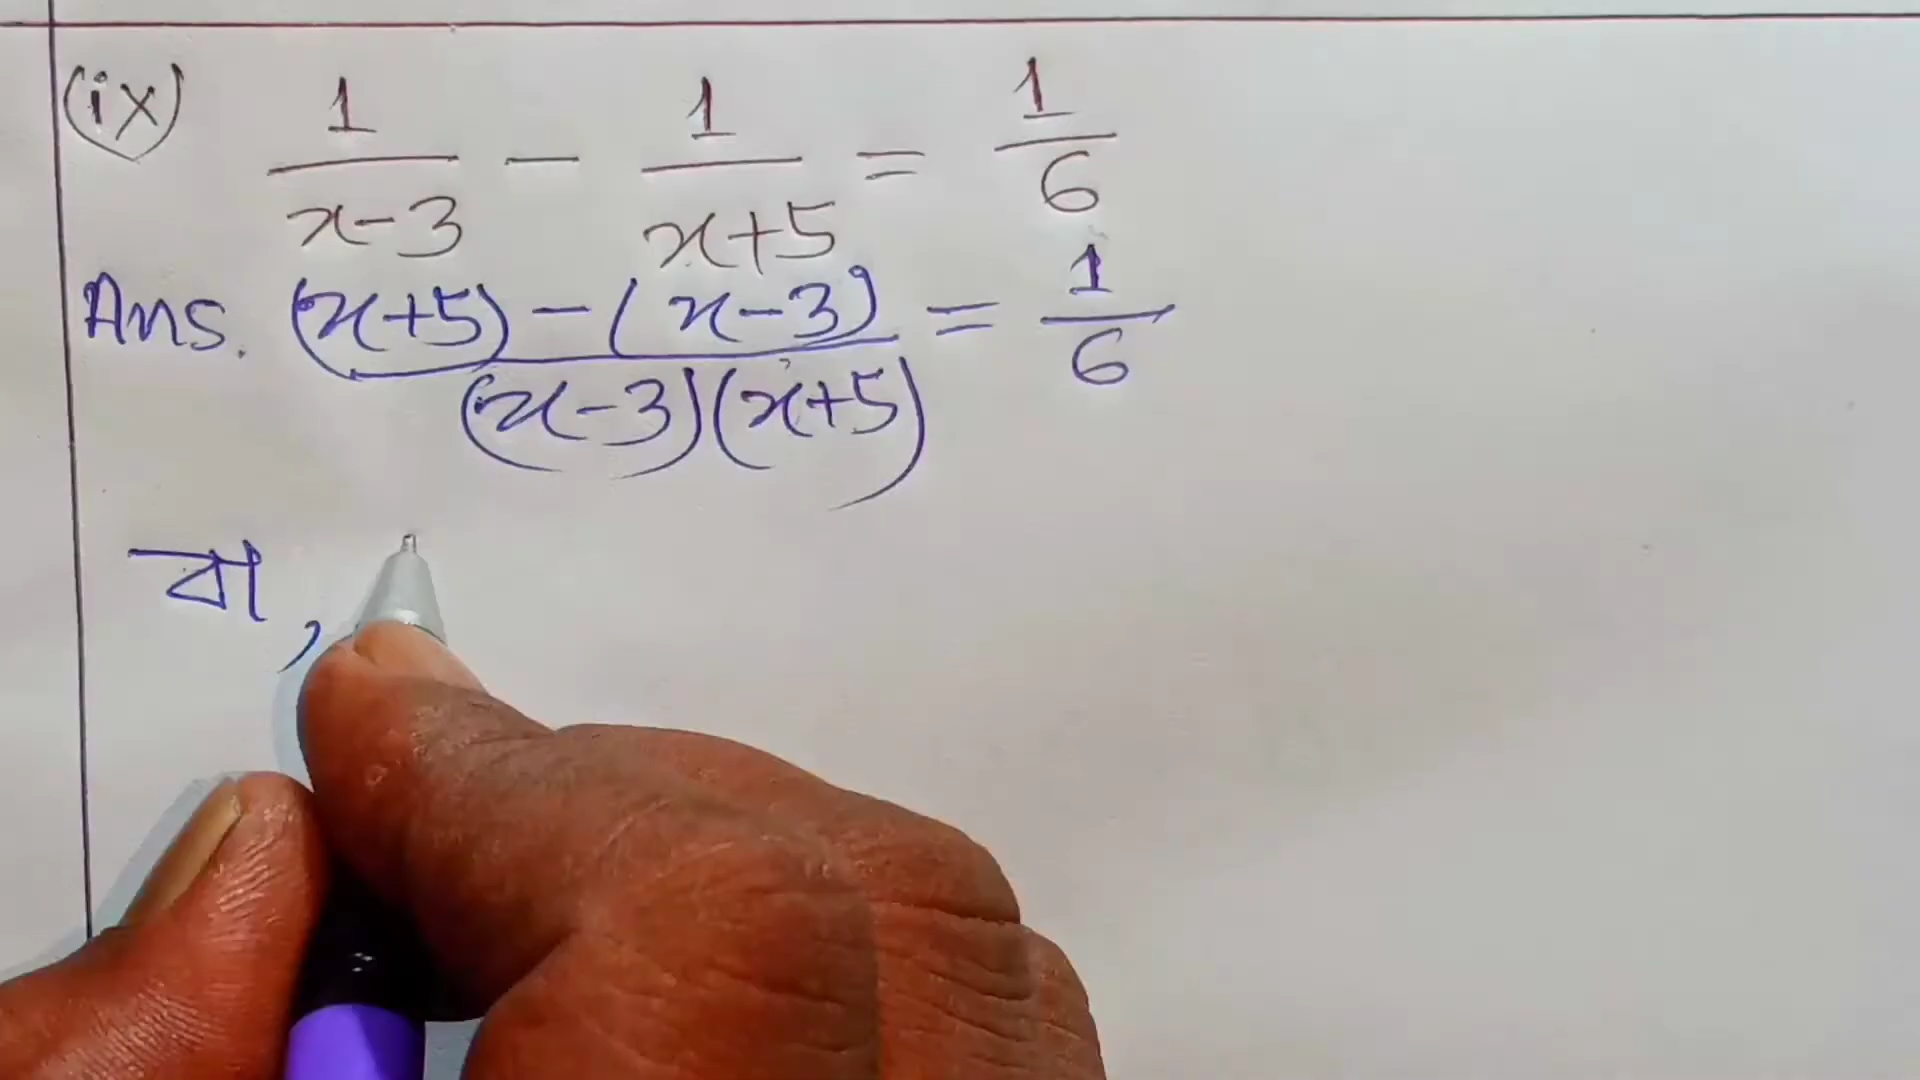 (ix) 1/(x-3) - 1/(x+5) = 1/6
Ans. ((x+5) - (x-3))/((x-3)(x+5)) = 1/6
বা,